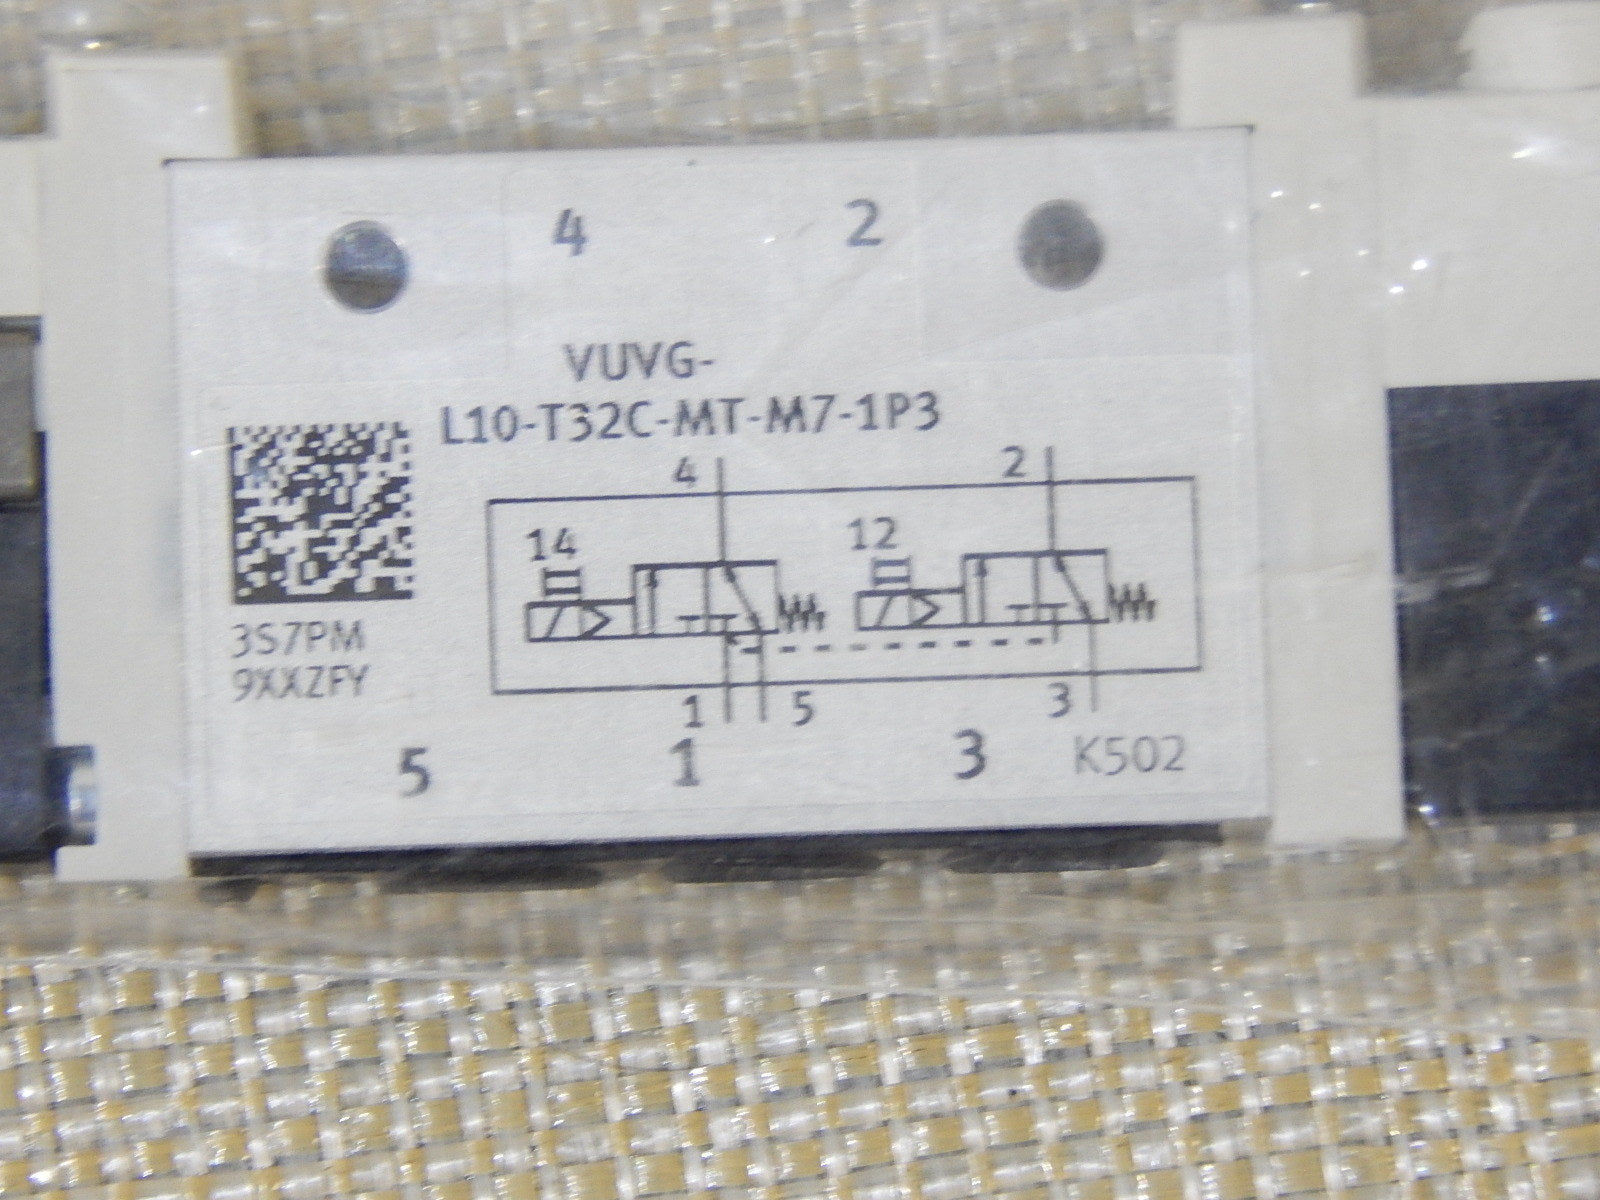 4 2
VUVG-
L10-T32C-MT-M7-1P3
4 2
14 12
3S7PM
9XXZFY
1 5 3
5 1 3 K502